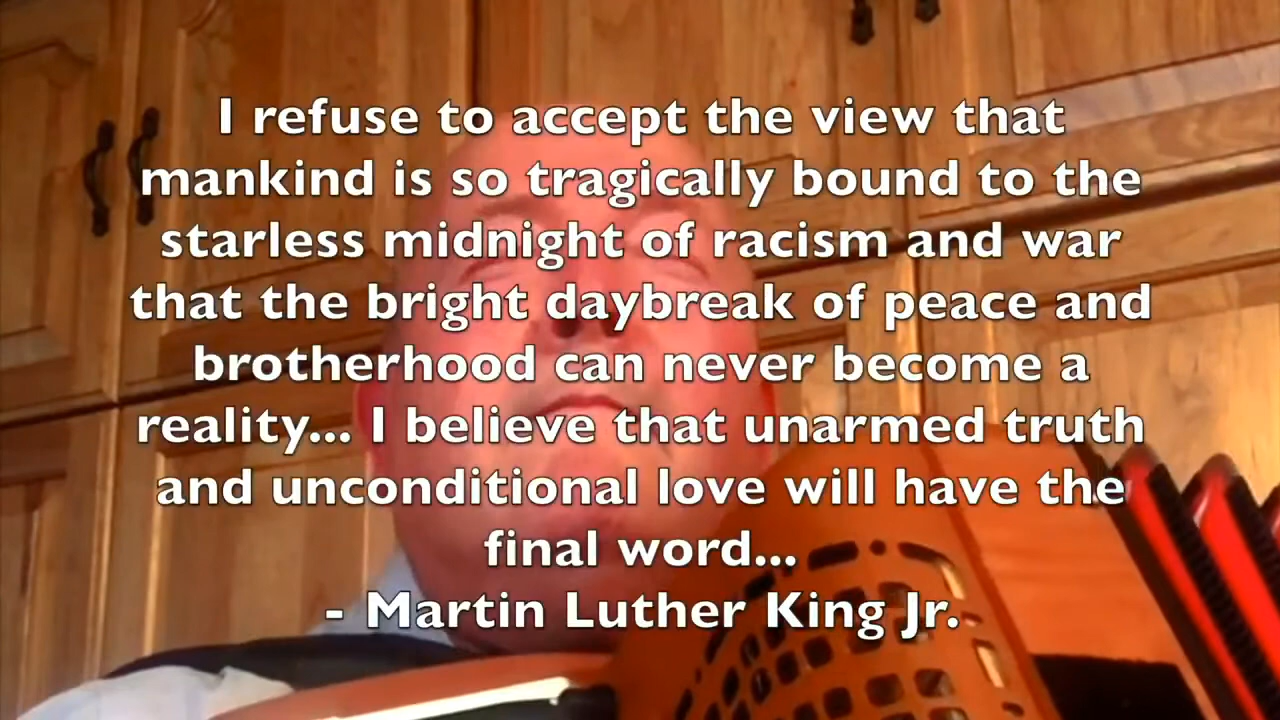 I refuse to accept the view that
mankind is so tragically bound to the
starless midnight of racism and war
that the bright daybreak of peace and
brotherhood can never become a
reality... I believe that unarmed truth
and unconditional love will have the
final word...
- Martin Luther King Jr.